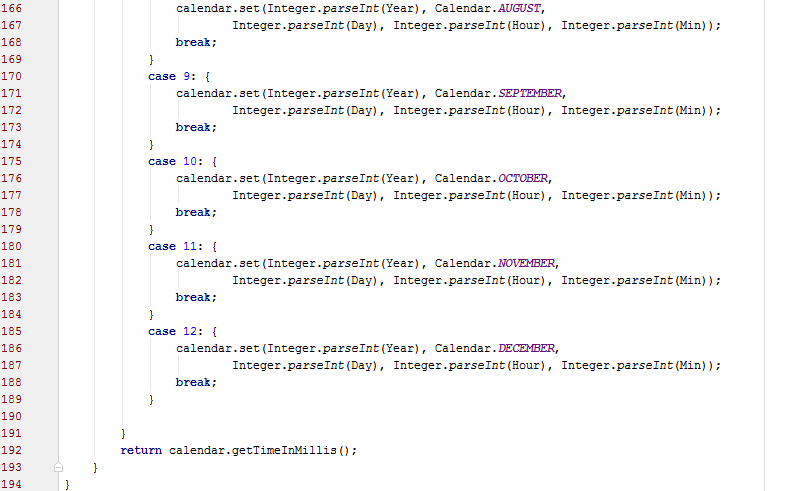 166 calendar.set(Integer.parseInt(Year), Calendar.AUGUST,
167 Integer.parseInt(Day), Integer.parseInt(Hour), Integer.parseInt(Min));
168 break;
169 }
170 case 9: {
171 calendar.set(Integer.parseInt(Year), Calendar.SEPTEMBER,
172 Integer.parseInt(Day), Integer.parseInt(Hour), Integer.parseInt(Min));
173 break;
174 }
175 case 10: {
176 calendar.set(Integer.parseInt(Year), Calendar.OCTOBER,
177 Integer.parseInt(Day), Integer.parseInt(Hour), Integer.parseInt(Min));
178 break;
179 }
180 case 11: {
181 calendar.set(Integer.parseInt(Year), Calendar.NOVEMBER,
182 Integer.parseInt(Day), Integer.parseInt(Hour), Integer.parseInt(Min));
183 break;
184 }
185 case 12: {
186 calendar.set(Integer.parseInt(Year), Calendar.DECEMBER,
187 Integer.parseInt(Day), Integer.parseInt(Hour), Integer.parseInt(Min));
188 break;
189 }
190
191 }
192 return calendar.getTimeInMillis();
193 }
194 }